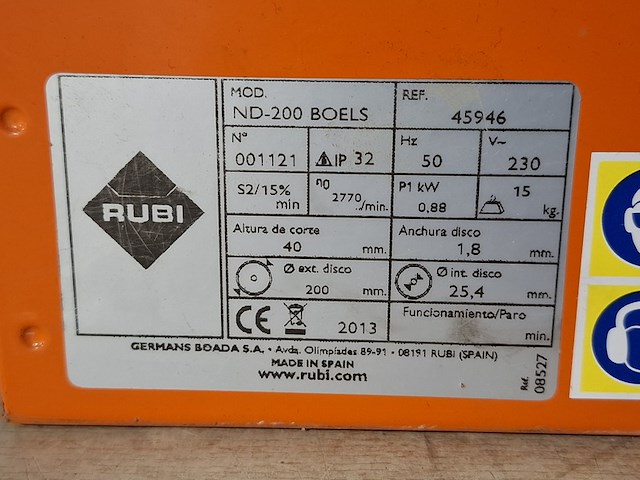 RUBI
MOD. REF.
ND-200 BOELS 45946
Nº Hz V~
001121 IP 32 50 230
S2/15% min n0 2770 ./min. P1 kW 0,88 15 kg.
Altura de corte Anchura disco
40 mm. 1,8 mm.
Ø ext. disco Ø int. disco
200 mm. 25,4 mm.
CE 2013 Funcionamiento/Paro
min.
GERMANS BOADA S.A. • Avda. Olimpíades 89-91 • 08191 RUBI (SPAIN)
MADE IN SPAIN
www.rubi.com
Ref. 08527